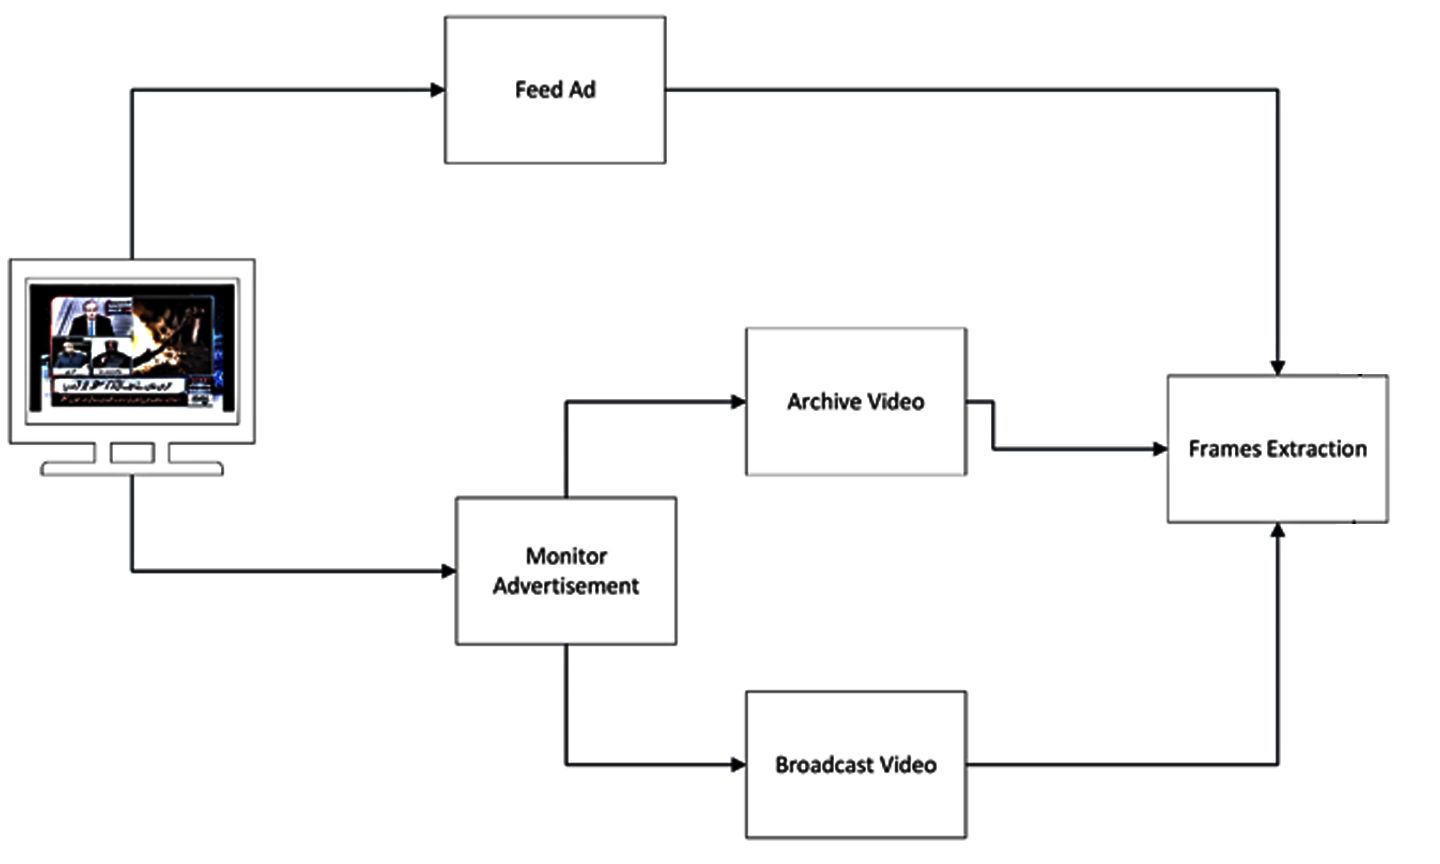 Feed Ad
Archive Video
Frames Extraction
Monitor
Advertisement
Broadcast Video